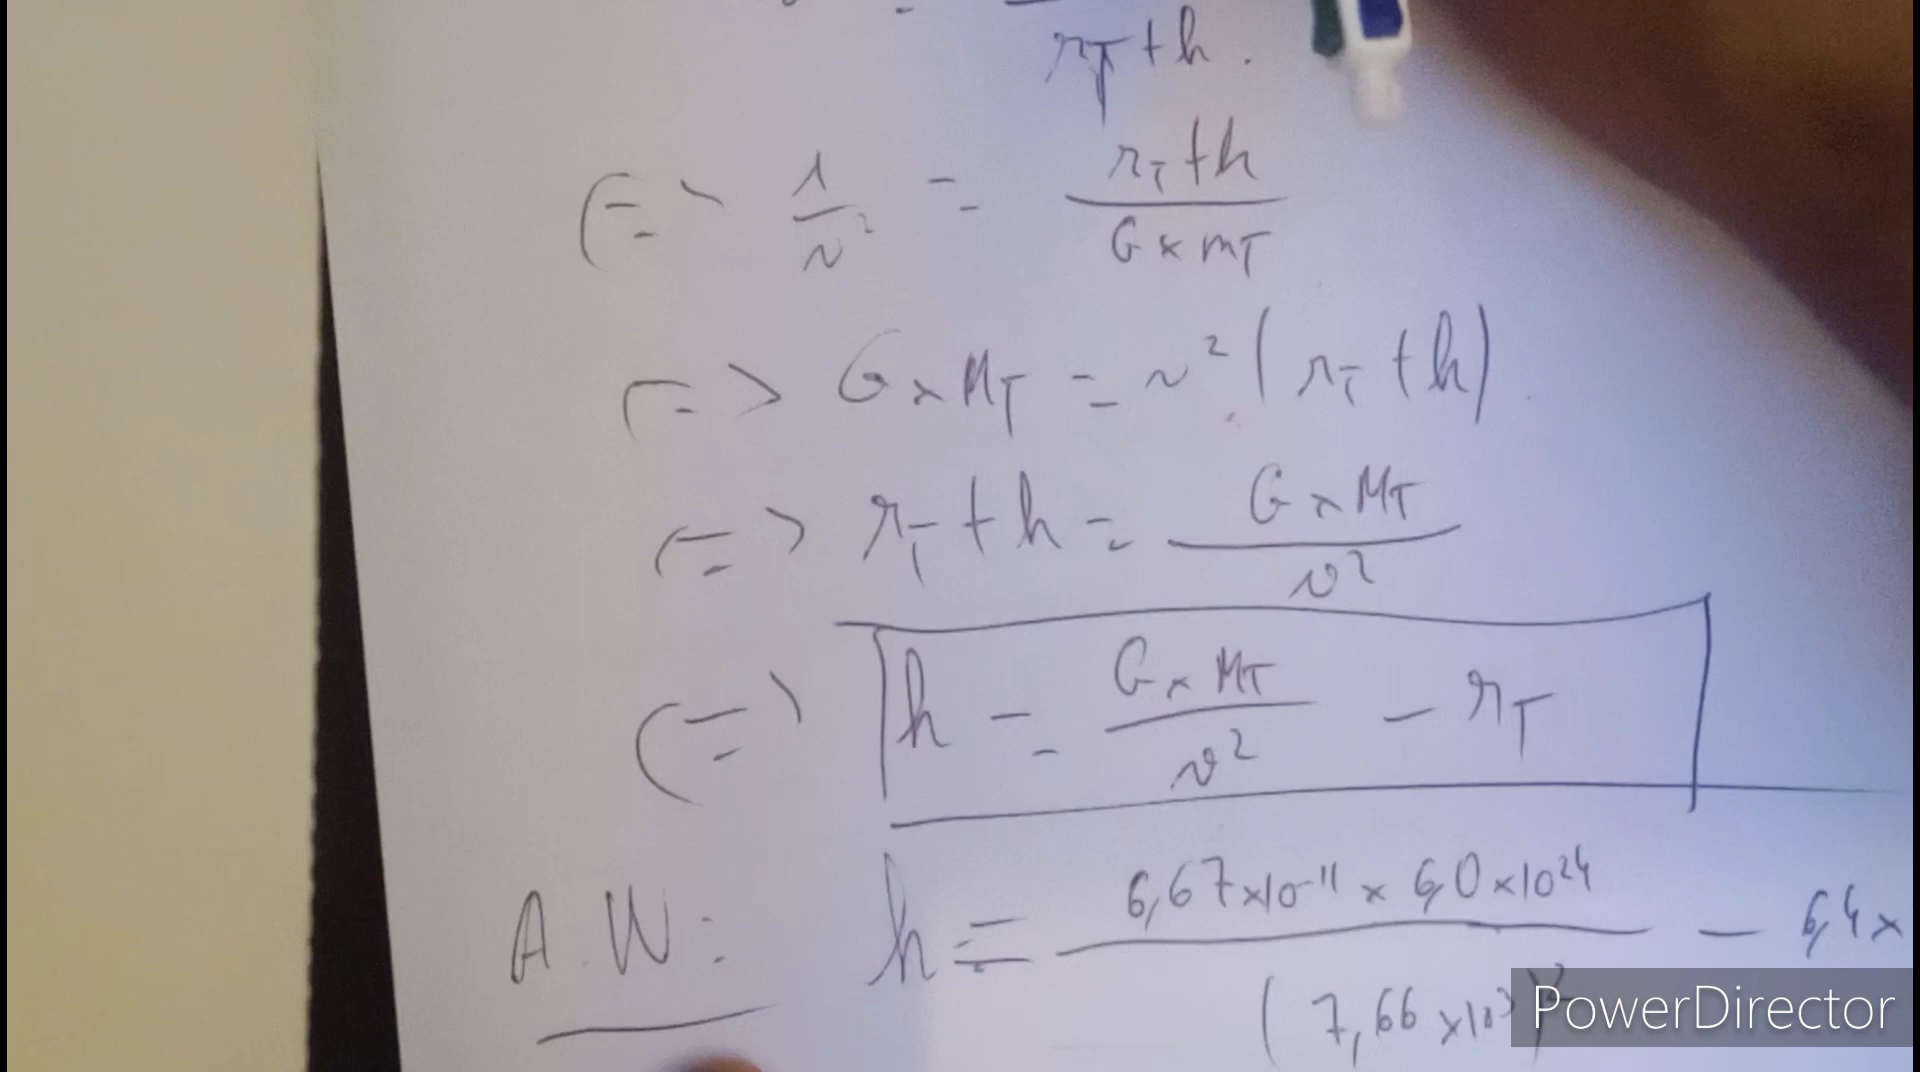 r_T + h .
<=> 1/v² = (r_T + h)/(G × m_T)
<=> G × M_T = v² (r_T + h)
<=> r_T + h = (G × M_T)/v²
<=> h = (G × M_T)/v² - r_T
A.N : h = (6,67×10⁻¹¹ × 6,0×10²⁴)/(7,66×10³)² - 6,4×
PowerDirector